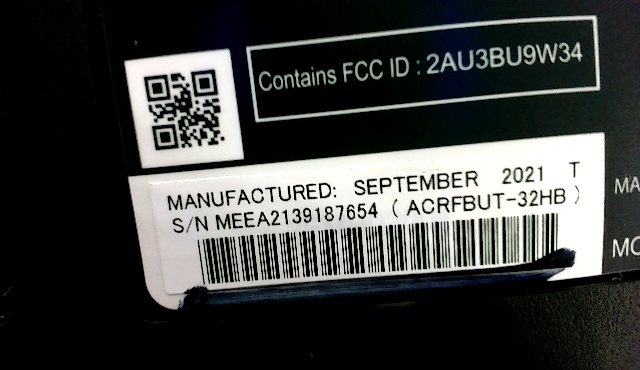 Contains FCC ID : 2AU3BU9W34
MANUFACTURED: SEPTEMBER 2021 T
S/N MEEA2139187654 ( ACRFBUT-32HB )